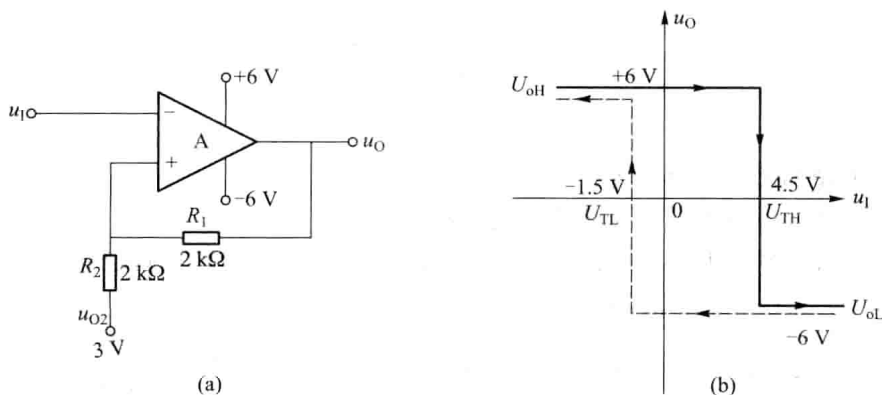 +6 V
u_I
−
A
+
u_O
−6 V
R_1
2 kΩ
R_2
2 kΩ
u_O2
3 V
(a)
u_O
U_oH
+6 V
−1.5 V
4.5 V
U_TL
0
U_TH
u_I
U_oL
−6 V
(b)